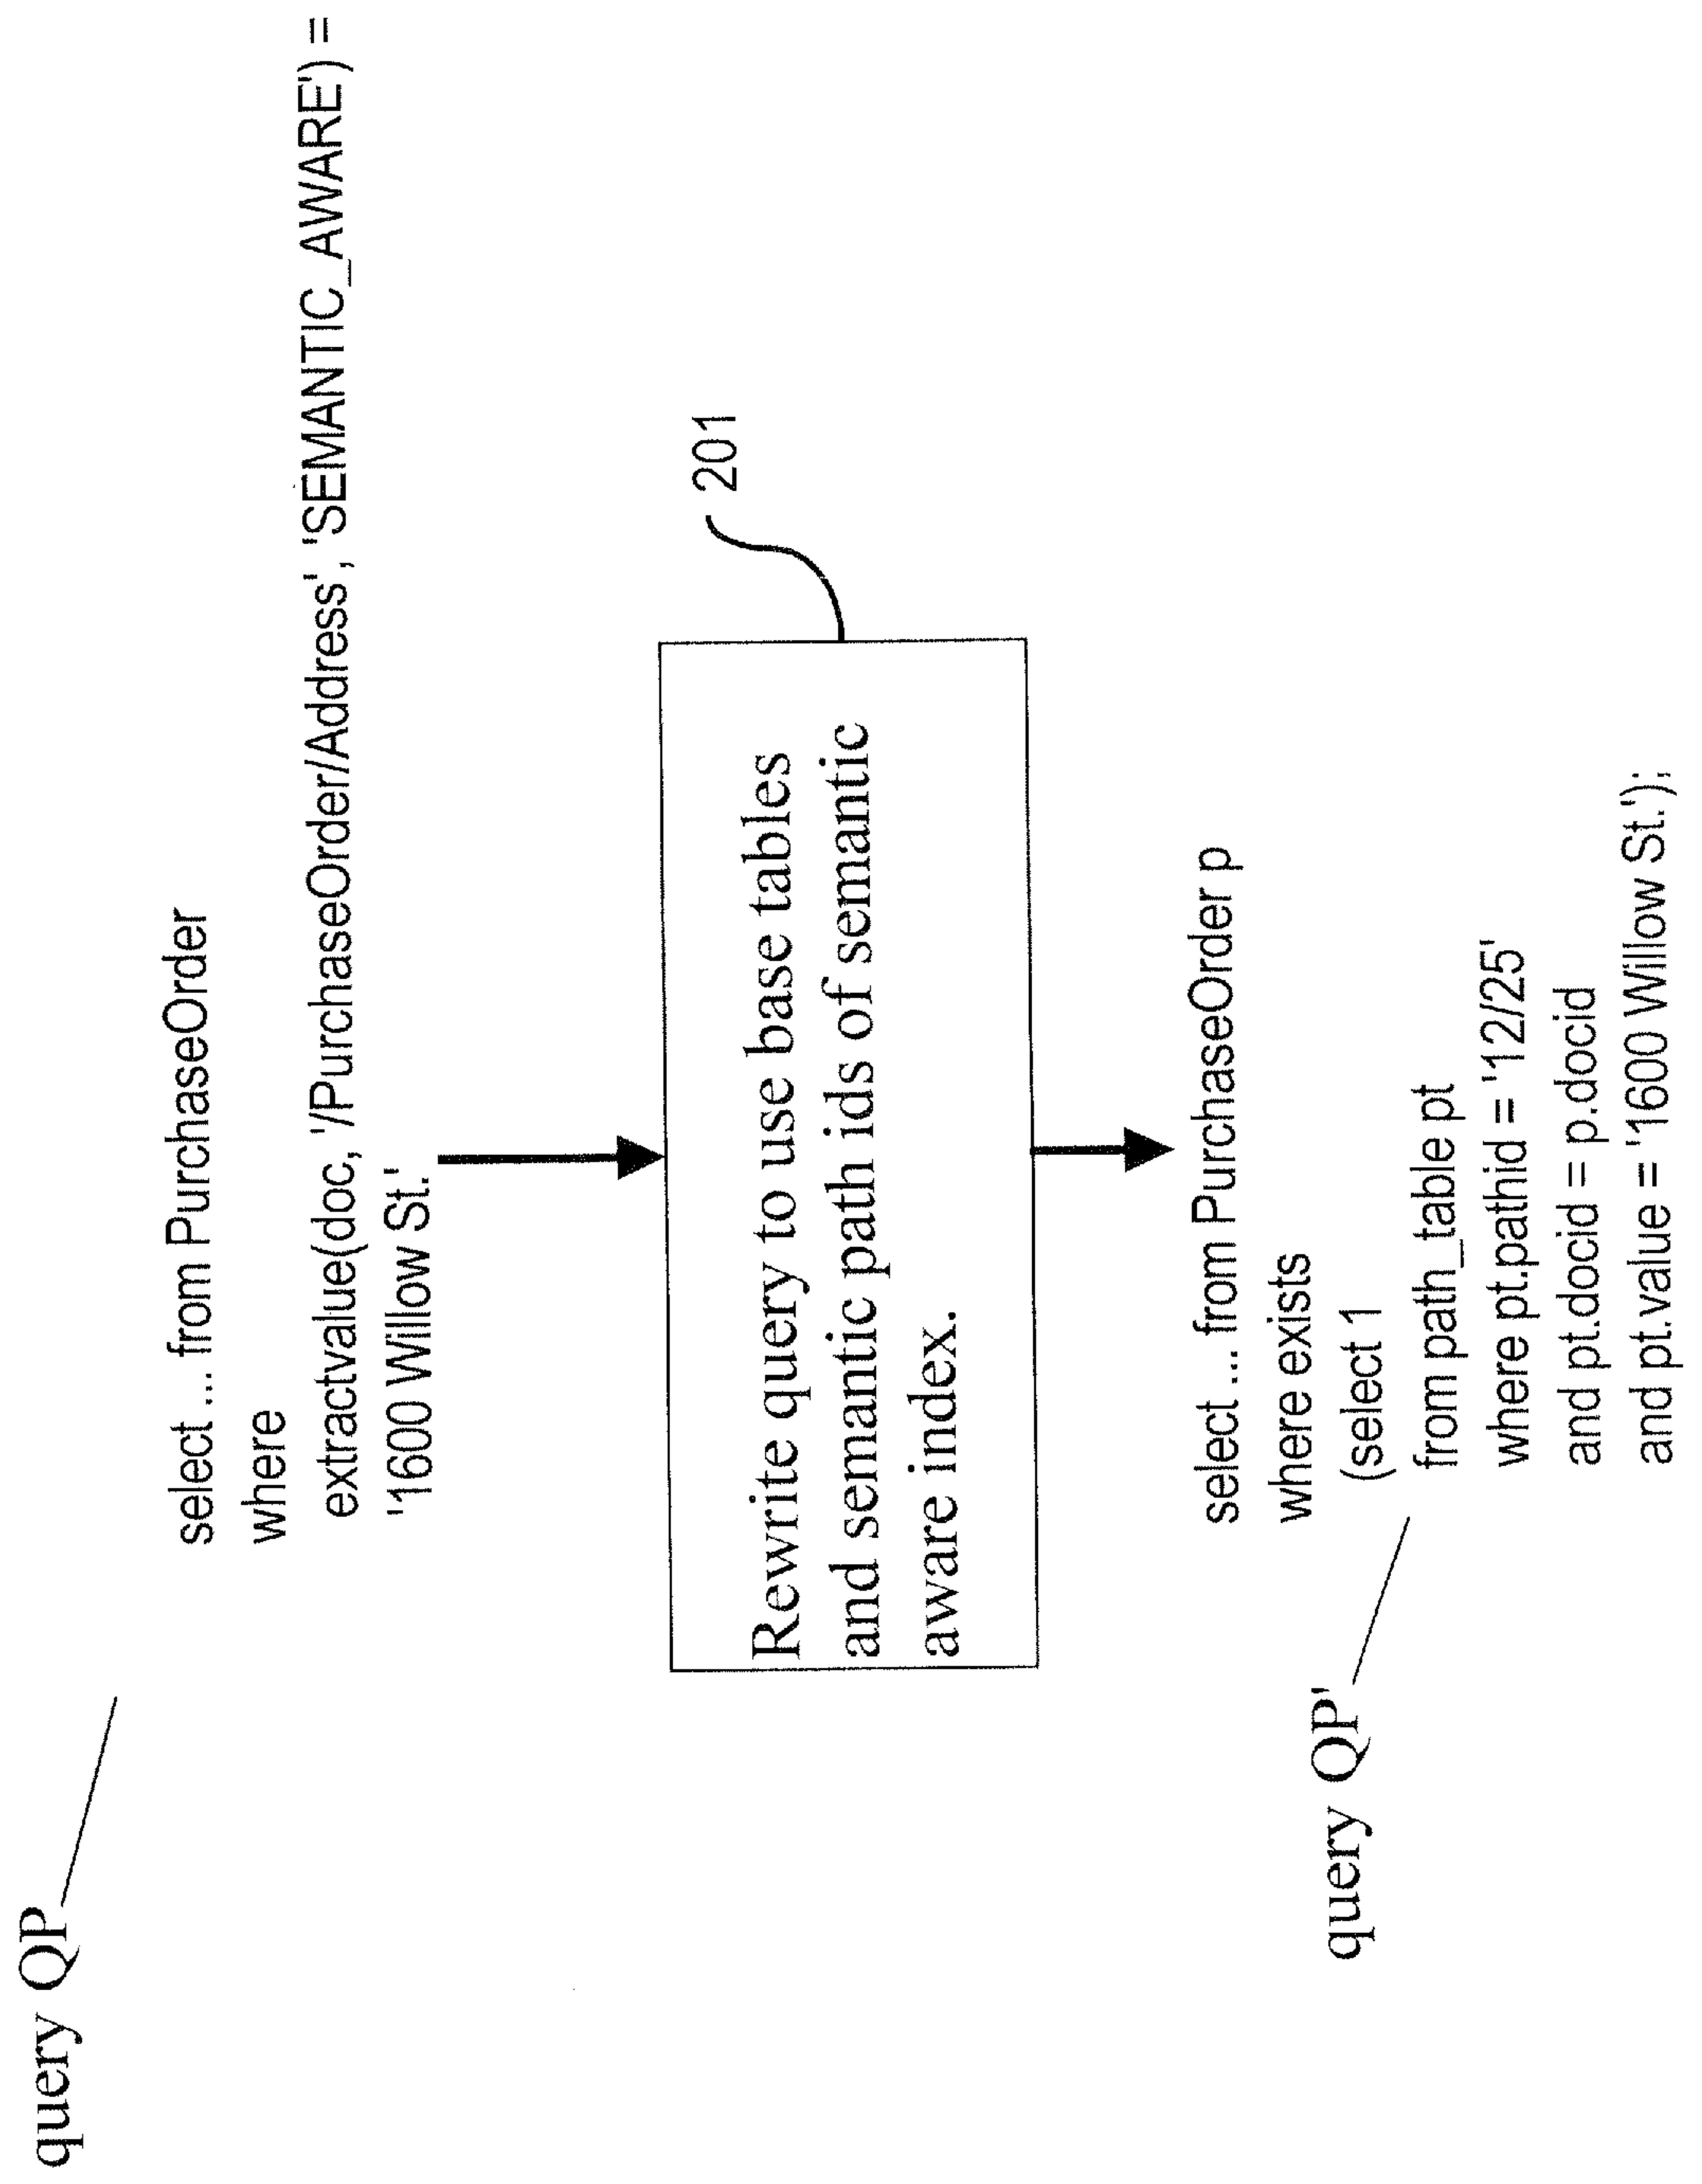 query QP
select ... from PurchaseOrder
where
extractvalue(doc, '/PurchaseOrder/Address', 'SEMANTIC_AWARE') =
'1600 Willow St.'
201
Rewrite query to use base tables
and semantic path ids of semantic
aware index.
query QP'
select ... from PurchaseOrder p
where exists
(select 1
from path_table pt
where pt.pathid = '12/25'
and pt.docid = p.docid
and pt.value = '1600 Willow St.');